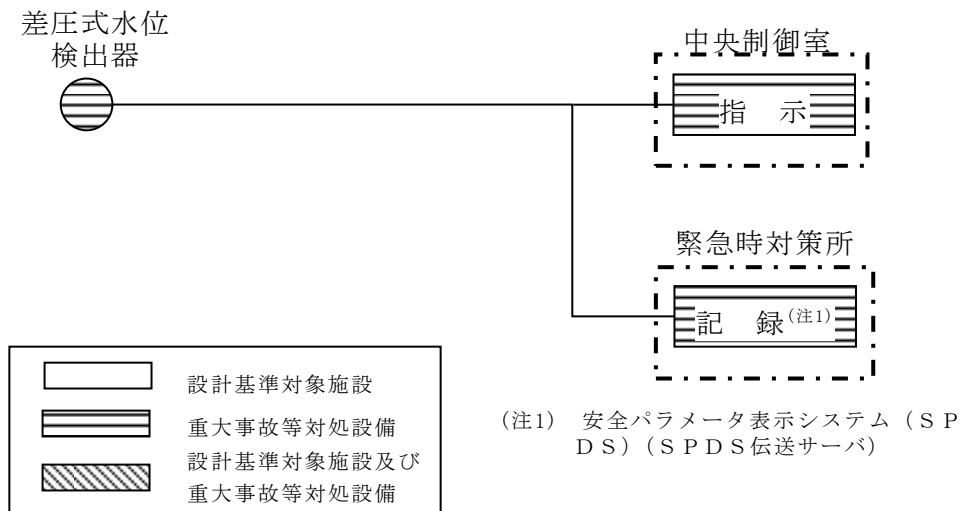 差圧式水位
検出器
中央制御室
指　示
緊急時対策所
記　録(注1)
設計基準対象施設
重大事故等対処設備
設計基準対象施設及び
重大事故等対処設備
(注1)　安全パラメータ表示システム（ＳＰ
ＤＳ）（ＳＰＤＳ伝送サーバ）